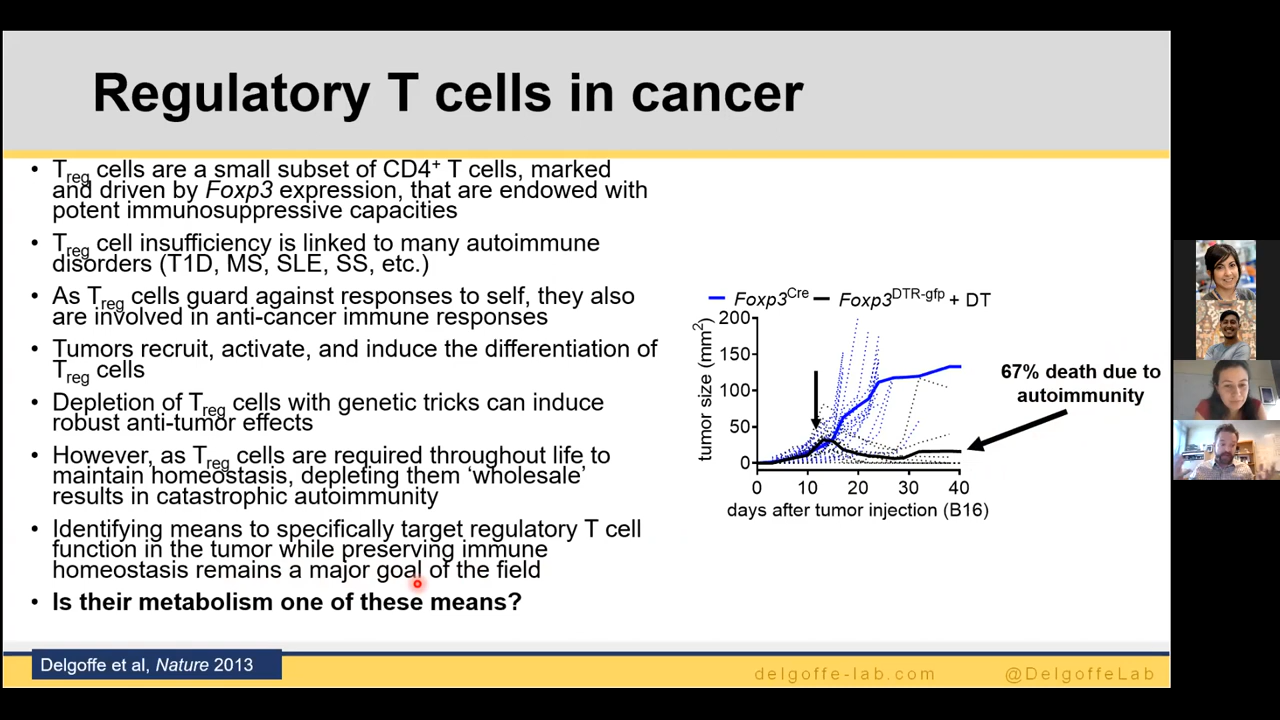 Regulatory T cells in cancer
• Treg cells are a small subset of CD4+ T cells, marked
and driven by Foxp3 expression, that are endowed with
potent immunosuppressive capacities
• Treg cell insufficiency is linked to many autoimmune
disorders (T1D, MS, SLE, SS, etc.)
• As Treg cells guard against responses to self, they also
are involved in anti-cancer immune responses
• Tumors recruit, activate, and induce the differentiation of
Treg cells
• Depletion of Treg cells with genetic tricks can induce
robust anti-tumor effects
• However, as Treg cells are required throughout life to
maintain homeostasis, depleting them ‘wholesale’
results in catastrophic autoimmunity
• Identifying means to specifically target regulatory T cell
function in the tumor while preserving immune
homeostasis remains a major goal of the field
• Is their metabolism one of these means?
Foxp3Cre Foxp3DTR-gfp + DT
tumor size (mm2)
200
150
100
50
0
0 10 20 30 40
days after tumor injection (B16)
67% death due to
autoimmunity
Delgoffe et al, Nature 2013
delgoffe-lab.com @DelgoffeLab